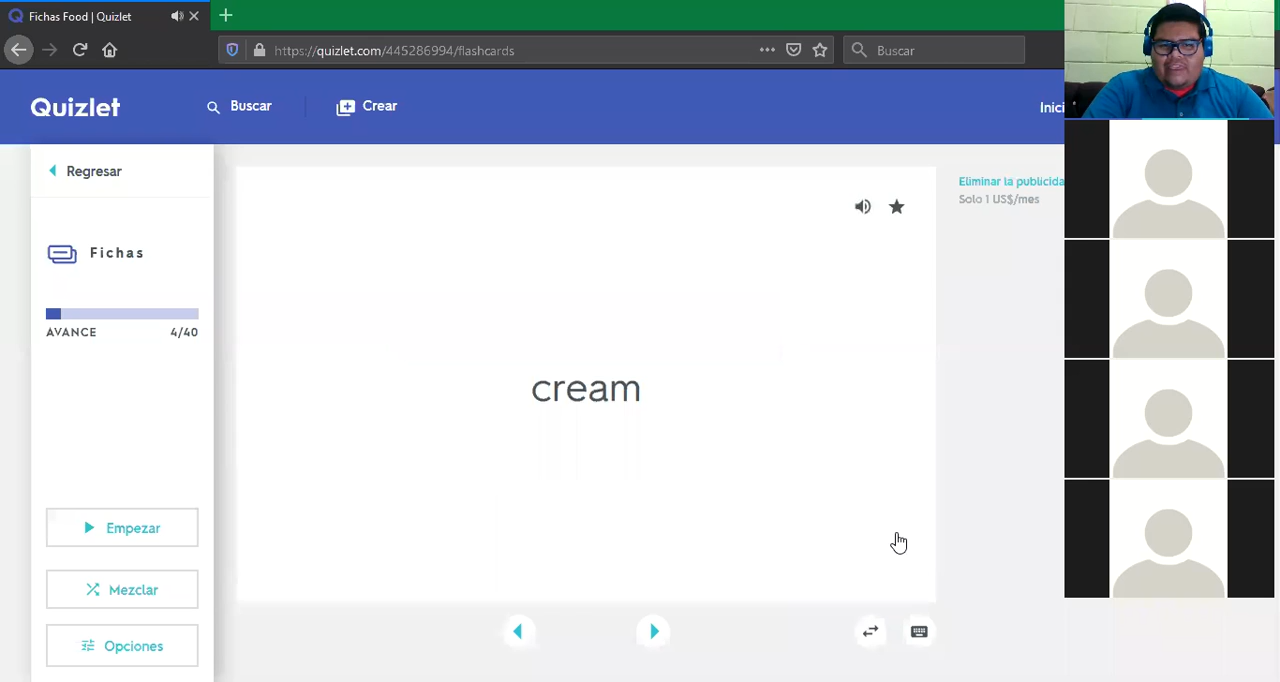 Fichas Food | Quizlet
https://quizlet.com/445286994/flashcards
Buscar
Quizlet
Buscar
Crear
Inici
Regresar
Eliminar la publicida
Solo 1 US$/mes
Fichas
AVANCE 4/40
cream
Empezar
Mezclar
Opciones